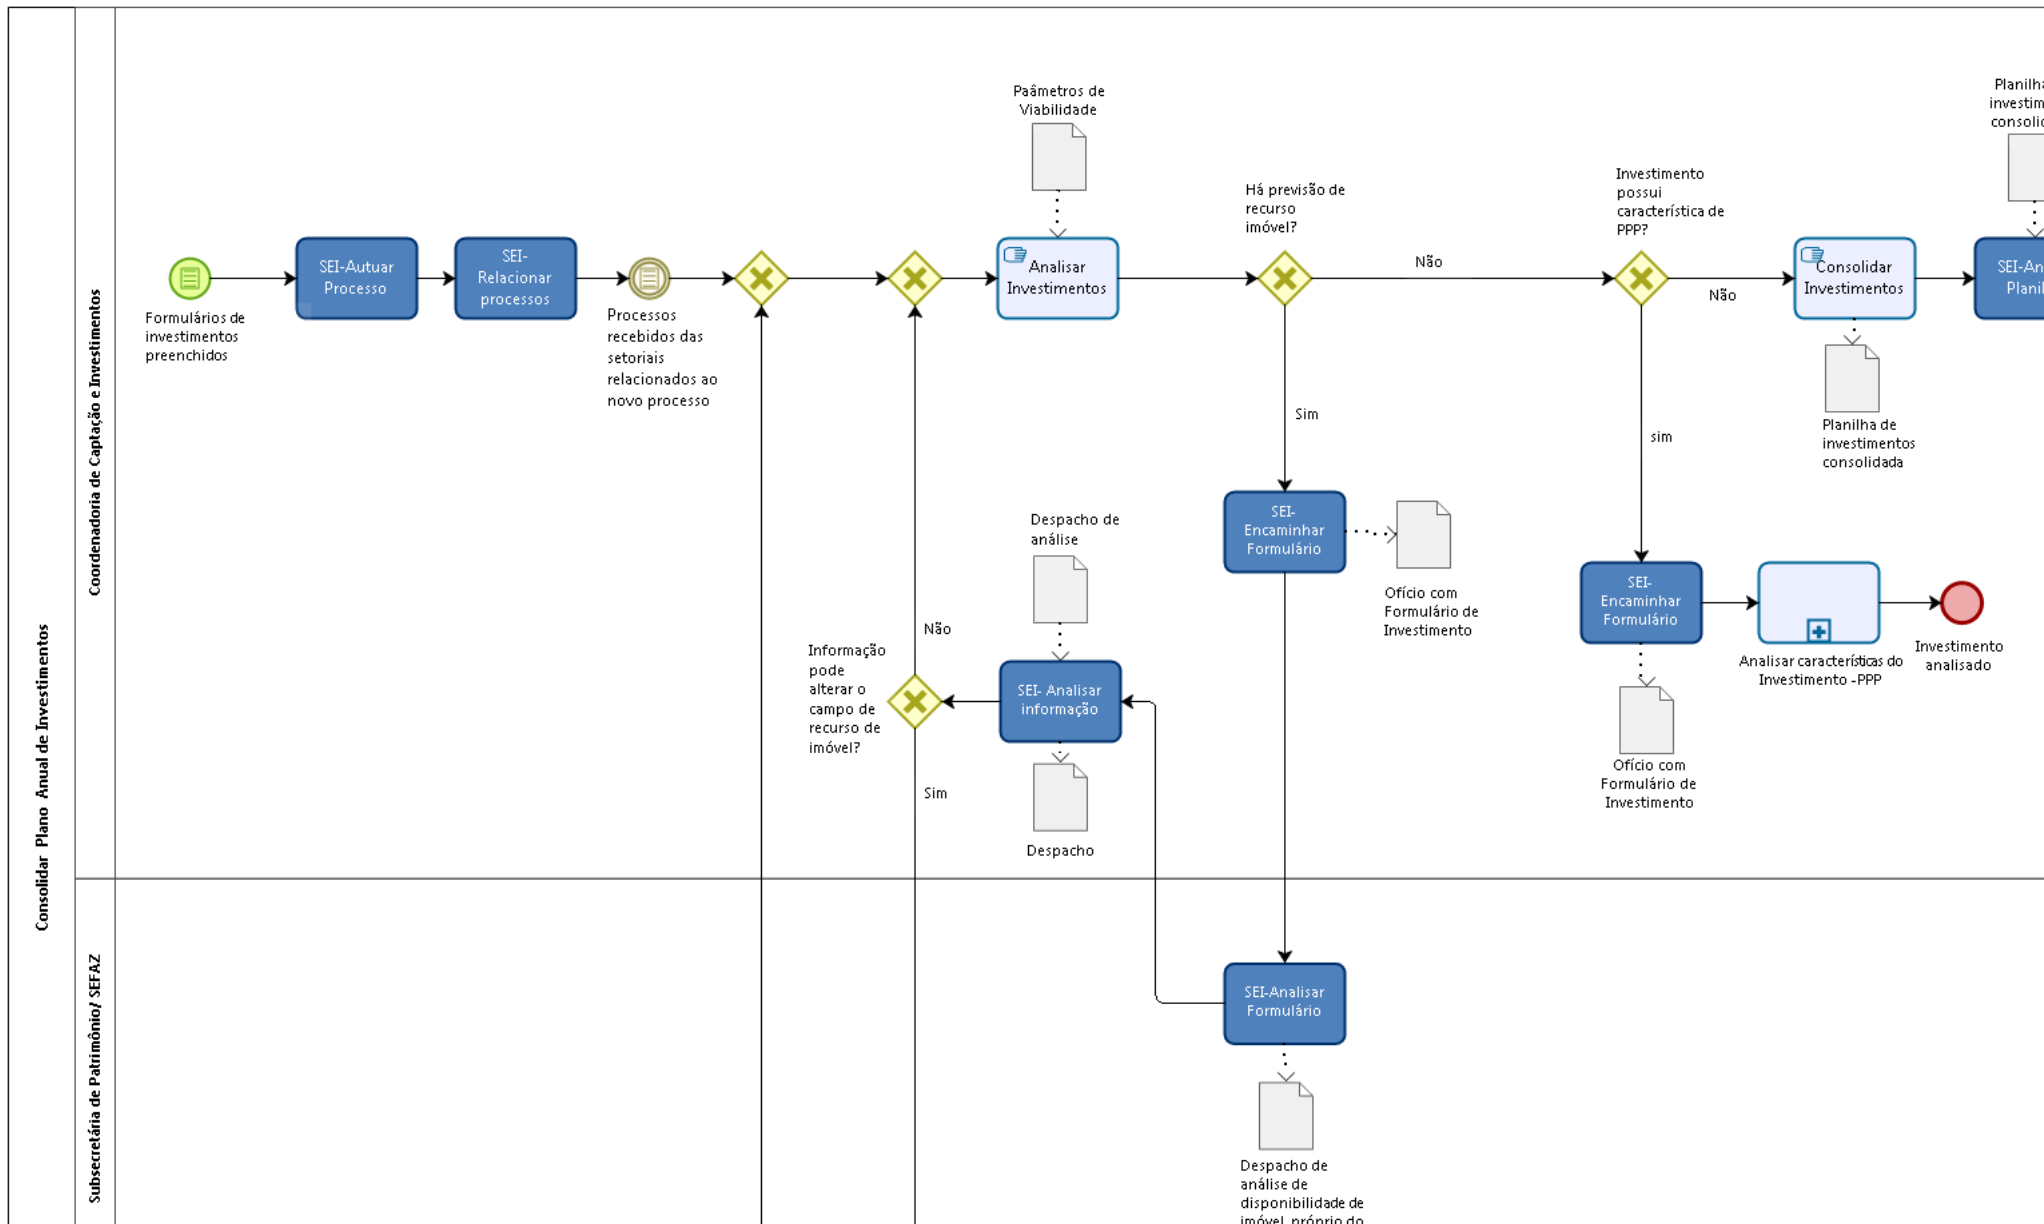 Consolidar Plano Anual de Investimentos
Coordenadoria de Captação e Investimentos
Formulários de
investimentos
preenchidos
SEI-Autuar
Processo
SEI-
Relacionar
processos
Processos
recebidos das
setoriais
relacionados ao
novo processo
Paâmetros de
Viabilidade
Analisar
Investimentos
Há previsão de
recurso
imóvel?
Não
Sim
Investimento
possui
característica de
PPP?
Não
sim
Consolidar
Investimentos
Planilha de
investimentos
consolidada
SEI-
Encaminhar
Formulário
Ofício com
Formulário de
Investimento
SEI-
Encaminhar
Formulário
Ofício com
Formulário de
Investimento
Analisar características do
Investimento -PPP
Investimento
analisado
Despacho de
análise
SEI- Analisar
informação
Despacho
Informação
pode
alterar o
campo de
recurso de
imóvel?
Não
Sim
Subsecretária de Patrimônio/ SEFAZ
SEI-Analisar
Formulário
Despacho de
análise de
disponibilidade de
imóvel próprio do